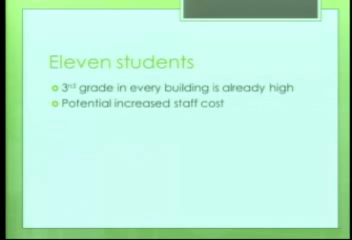 Eleven students
3rd grade in every building is already high
Potential increased staff cost